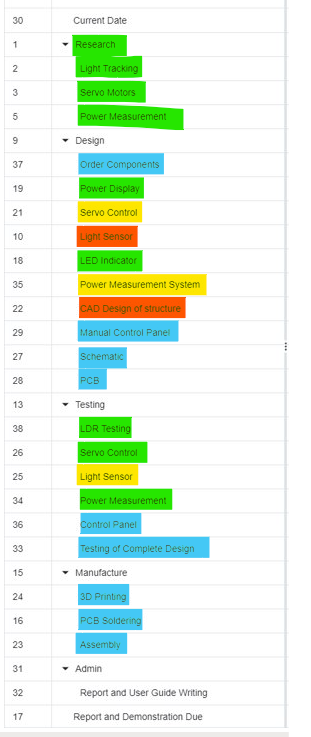 30 Current Date
1 Research
2 Light Tracking
3 Servo Motors
5 Power Measurement
9 Design
37 Order Components
19 Power Display
21 Servo Control
10 Light Sensor
18 LED Indicator
35 Power Measurement System
22 CAD Design of structure
29 Manual Control Panel
27 Schematic
28 PCB
13 Testing
38 LDR Testing
26 Servo Control
25 Light Sensor
34 Power Measurement
36 Control Panel
33 Testing of Complete Design
15 Manufacture
24 3D Printing
16 PCB Soldering
23 Assembly
31 Admin
32 Report and User Guide Writing
17 Report and Demonstration Due